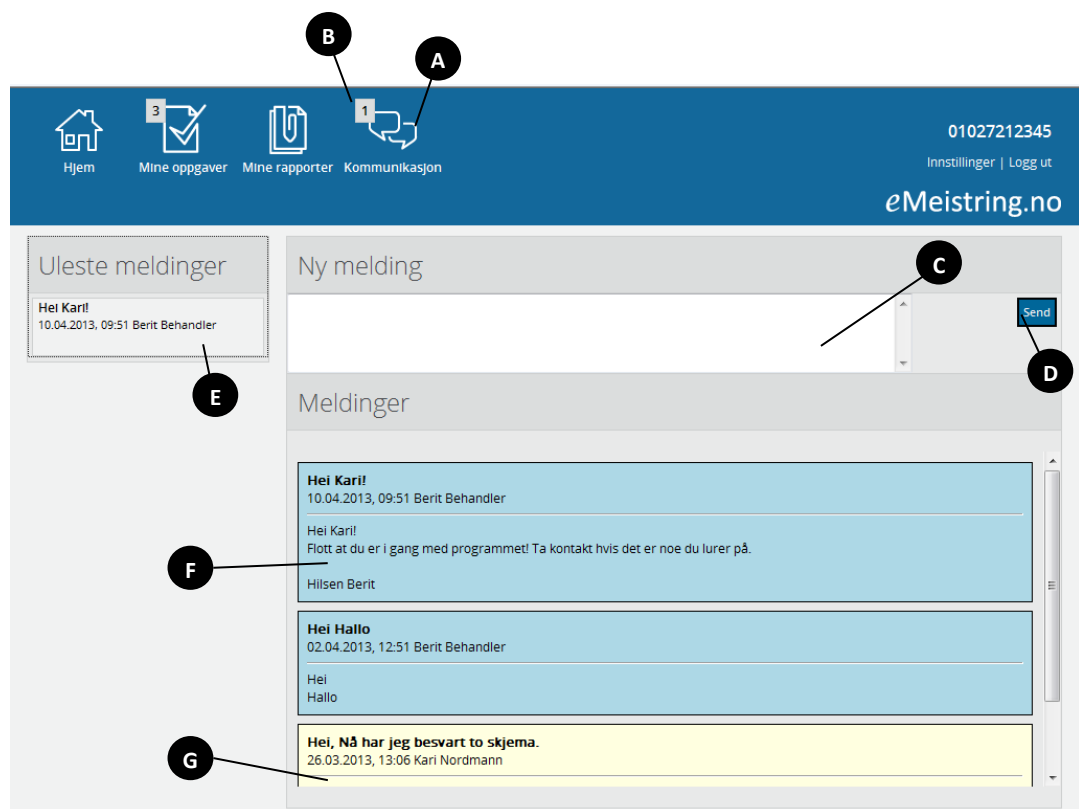 B
A
3
1
Hjem
Mine oppgaver
Mine rapporter
Kommunikasjon
01027212345
Innstillinger | Logg ut
eMeistring.no
Uleste meldinger
Hei Kari!
10.04.2013, 09:51 Berit Behandler
E
Ny melding
C
Send
D
Meldinger
Hei Kari!
10.04.2013, 09:51 Berit Behandler
Hei Kari!
Flott at du er i gang med programmet! Ta kontakt hvis det er noe du lurer på.
Hilsen Berit
F
Hei Hallo
02.04.2013, 12:51 Berit Behandler
Hei
Hallo
Hei, Nå har jeg besvart to skjema.
26.03.2013, 13:06 Kari Nordmann
G